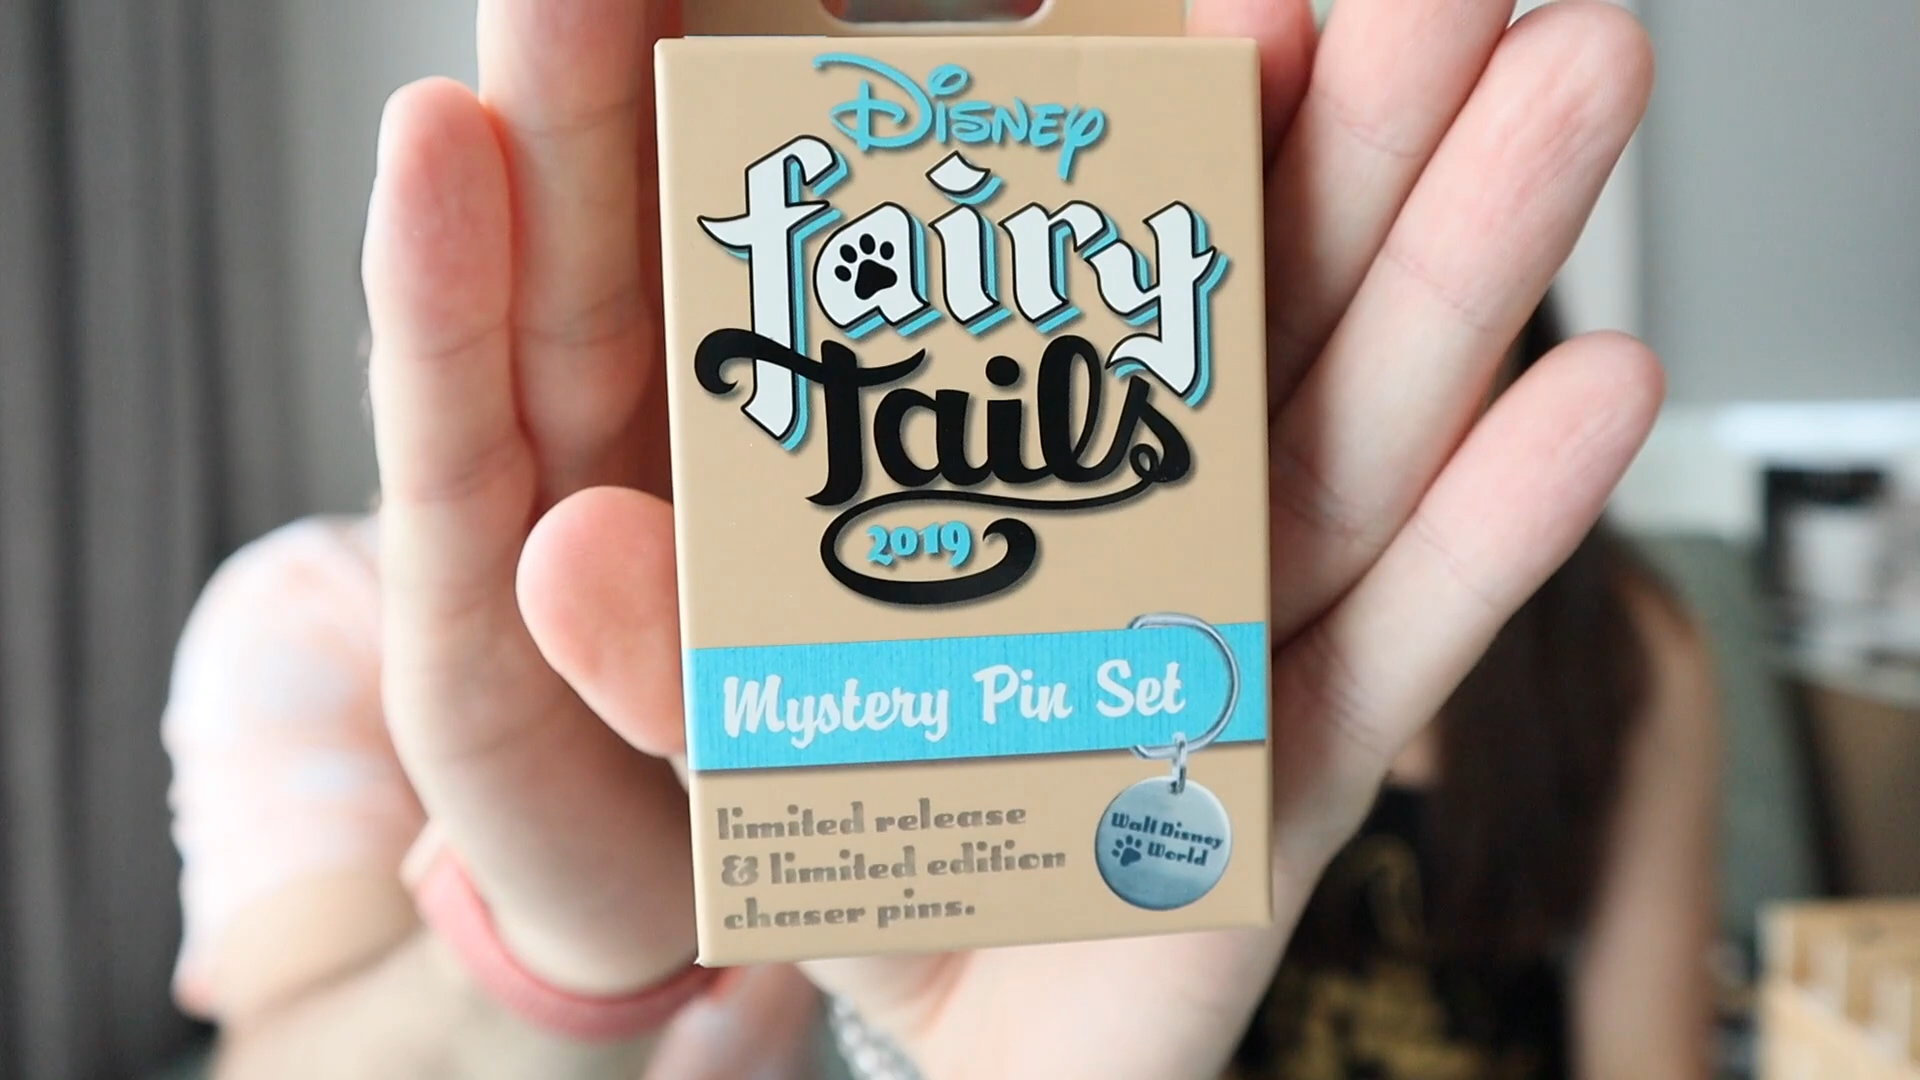 Disney
fairy
Tails
2019
Mystery Pin Set
limited release
& limited edition
chaser pins.
Walt Disney
World